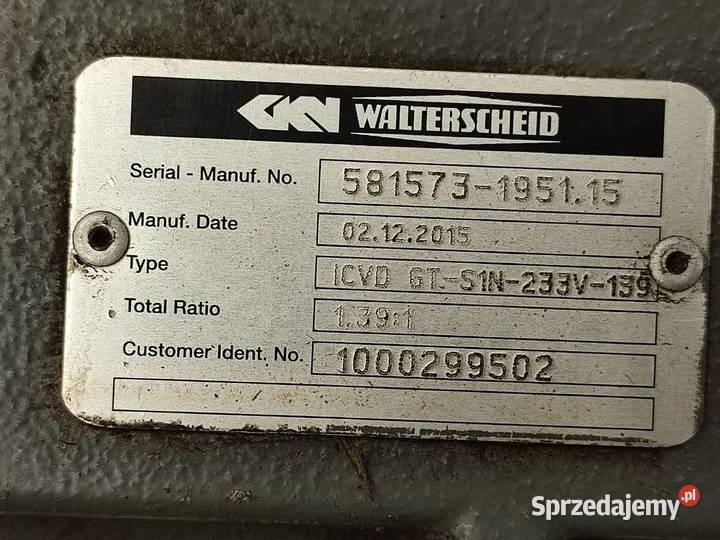 GKN WALTERSCHEID
Serial - Manuf. No. 581573-1951.15
Manuf. Date 02.12.2015
Type ICVD GT.-S1N-233V-139
Total Ratio 1.39:1
Customer Ident. No. 1000299502
Sprzedajemy.pl